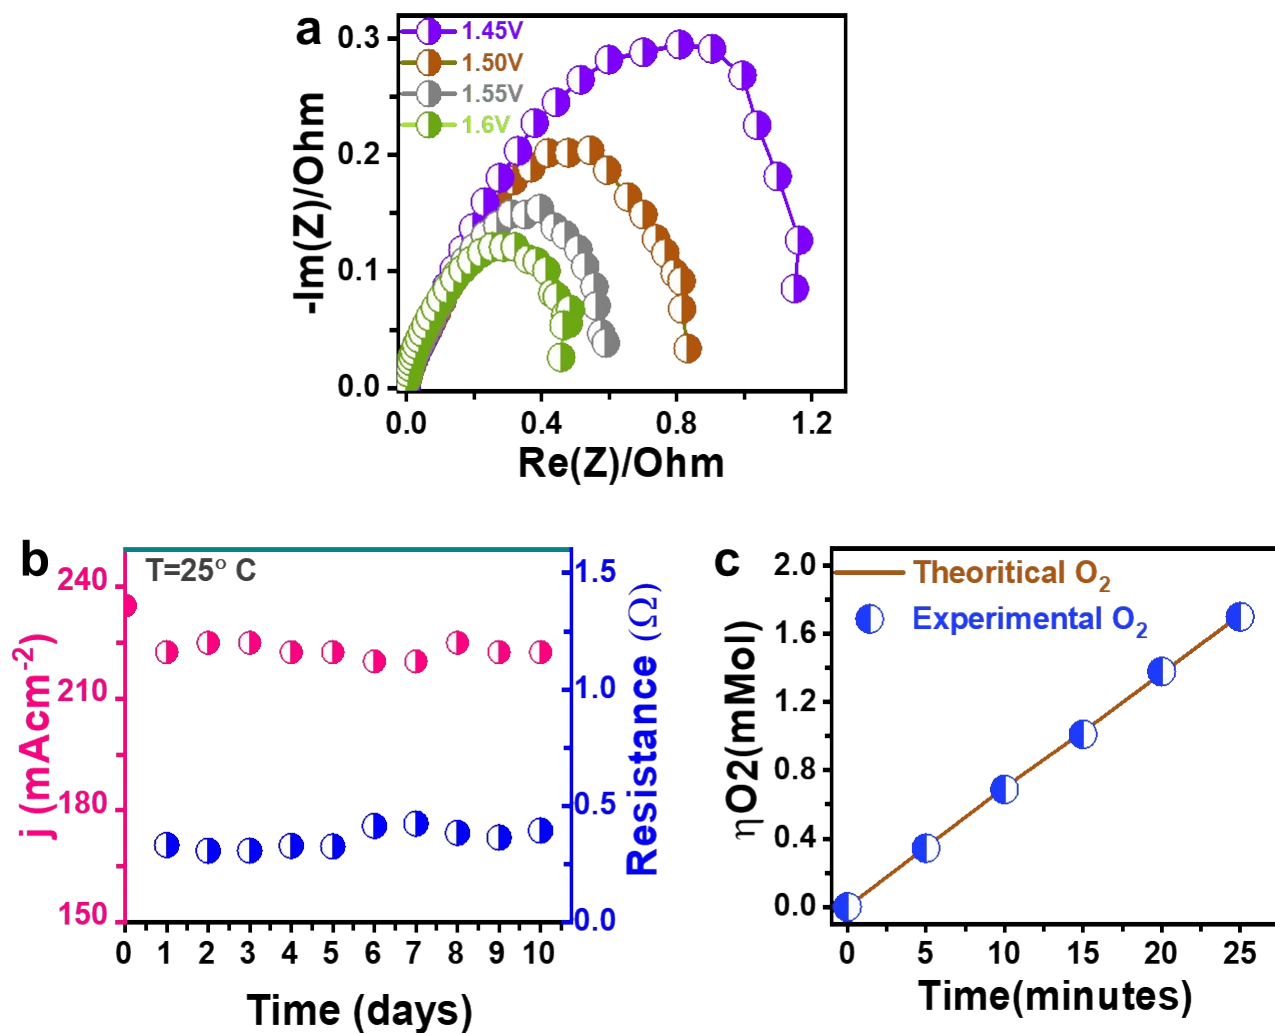 a
1.45V
1.50V
1.55V
1.6V
0.3
0.2
0.1
0.0
-Im(Z)/Ohm
0.0 0.4 0.8 1.2
Re(Z)/Ohm
b
T=25° C
240
210
180
150
j (mAcm⁻²)
1.5
1.0
0.5
0.0
Resistance (Ω)
0 1 2 3 4 5 6 7 8 9 10
Time (days)
c
Theoritical O₂
Experimental O₂
2.0
1.6
1.2
0.8
0.4
0.0
ηO2(mMol)
0 5 10 15 20 25
Time(minutes)